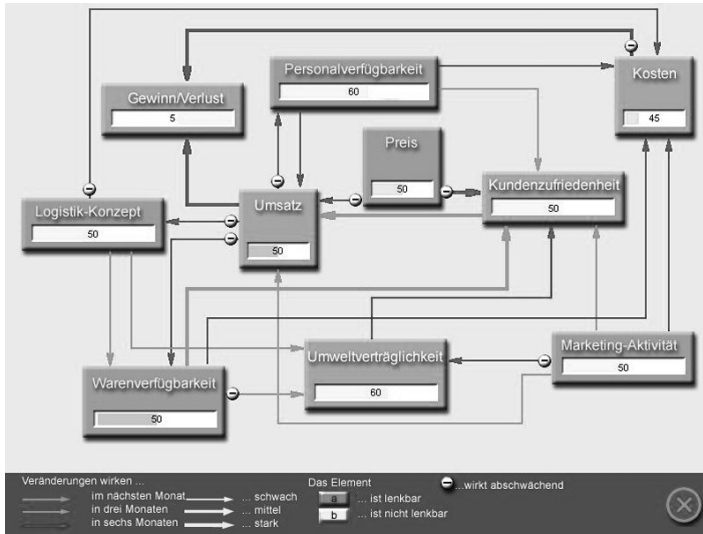 Personalverfügbarkeit
60
Kosten
45
Gewinn/Verlust
5
Preis
50
Kundenzufriedenheit
50
Logistik-Konzept
50
Umsatz
50
Warenverfügbarkeit
50
Umweltverträglichkeit
60
Marketing-Aktivität
50
Veränderungen wirken ...
im nächsten Monat
in drei Monaten
in sechs Monaten
... schwach
... mittel
... stark
Das Element
a ... ist lenkbar
b ... ist nicht lenkbar
...wirkt abschwächend